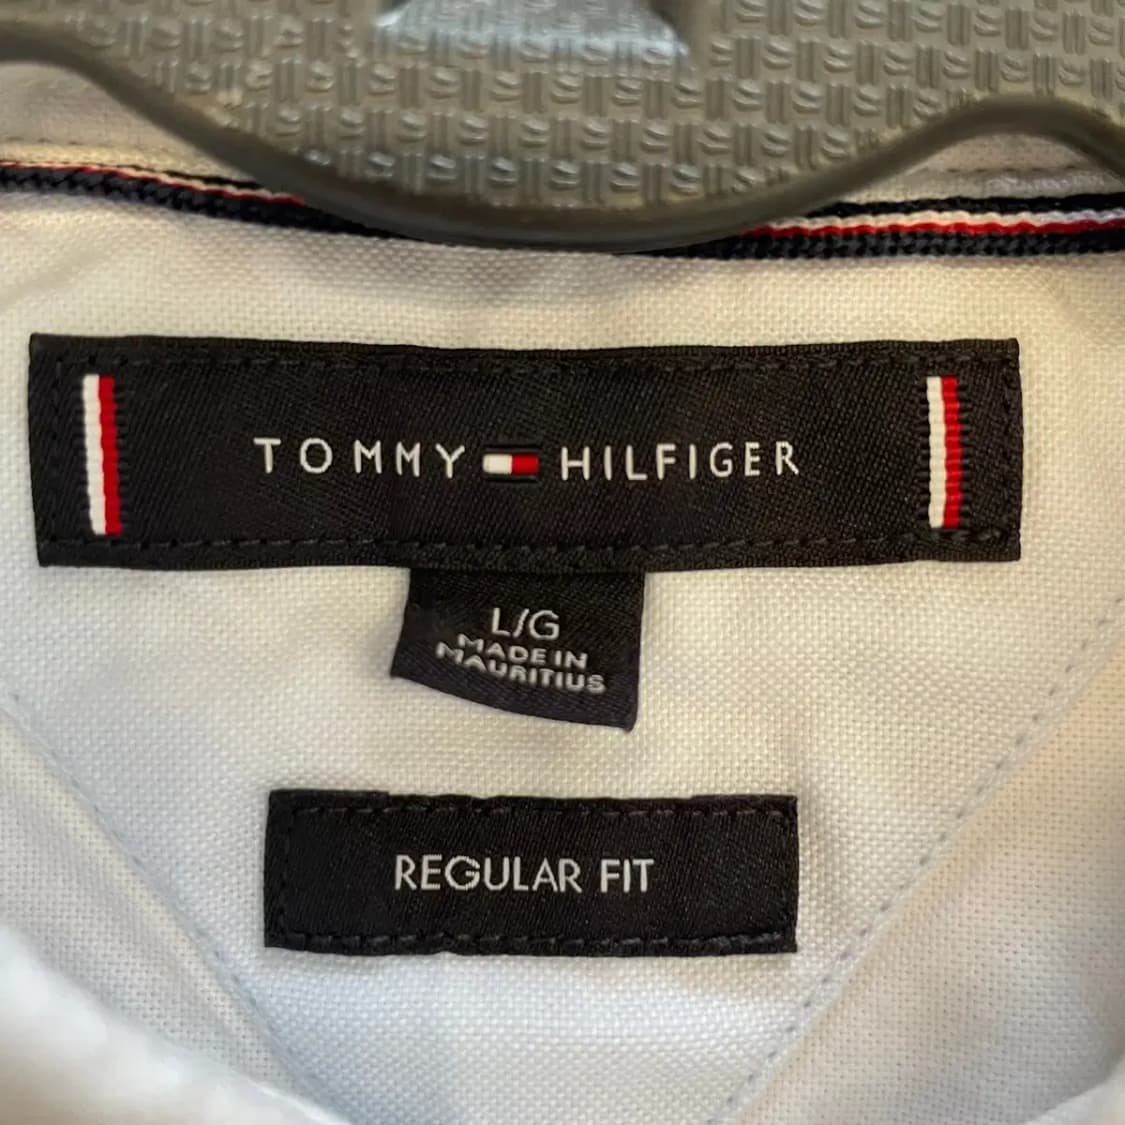 TOMMY HILFIGER
L/G
MADE IN
MAURITIUS
REGULAR FIT